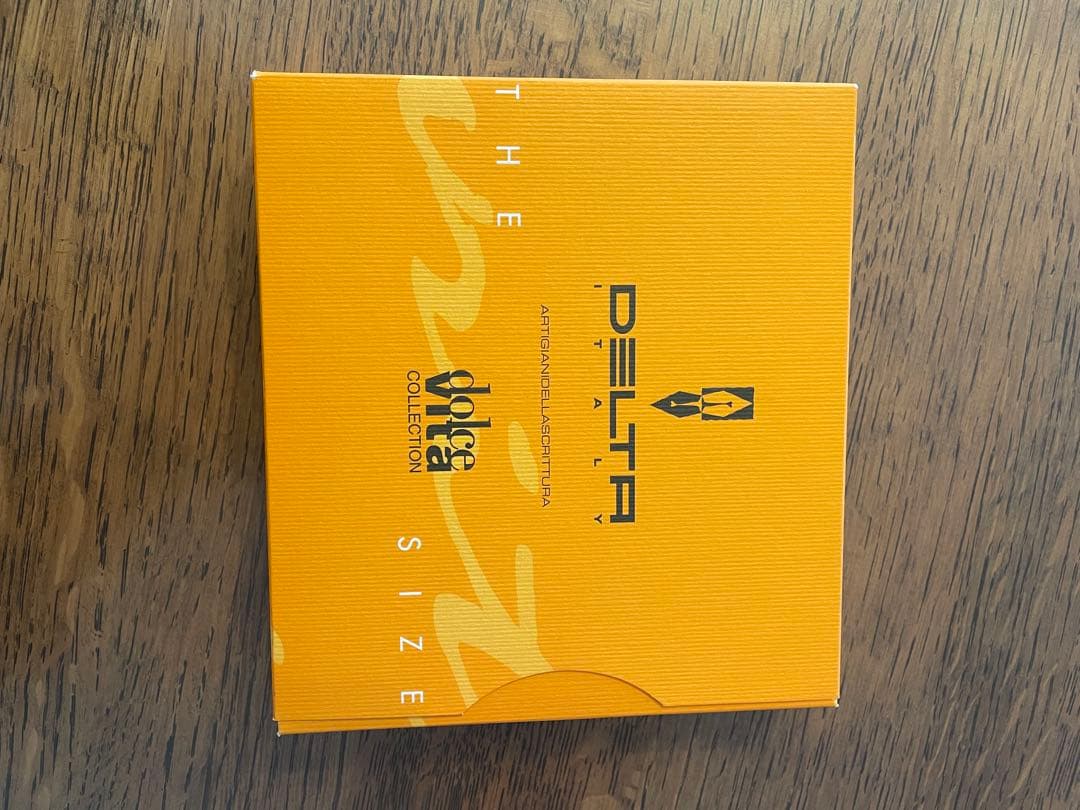 DELTA
ITALY
ARTIGIANIDELLASCRITTURA
THE
dolce
vita
COLLECTION
SIZE